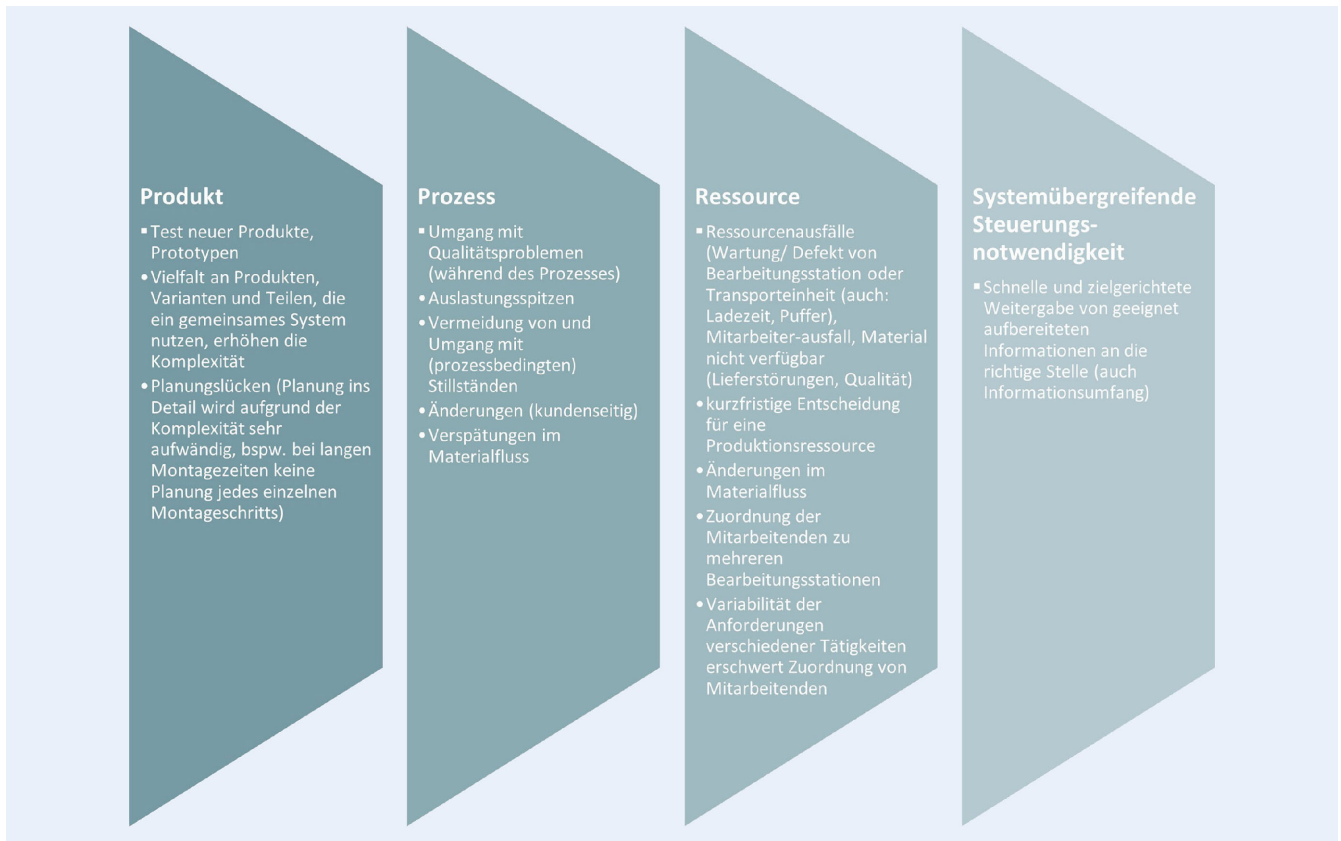 Produkt
▪Test neuer Produkte,
Prototypen
•Vielfalt an Produkten,
Varianten und Teilen, die
ein gemeinsames System
nutzen, erhöhen die
Komplexität
•Planungslücken (Planung ins
Detail wird aufgrund der
Komplexität sehr
aufwändig, bspw. bei langen
Montagezeiten keine
Planung jedes einzelnen
Montageschritts)
Prozess
▪Umgang mit
Qualitätsproblemen
(während des Prozesses)
•Auslastungsspitzen
•Vermeidung von und
Umgang mit
(prozessbedingten)
Stillständen
•Änderungen (kundenseitig)
•Verspätungen im
Materialfluss
Ressource
▪Ressourcenausfälle
(Wartung/ Defekt von
Bearbeitungsstation oder
Transporteinheit (auch:
Ladezeit, Puffer),
Mitarbeiter-ausfall, Material
nicht verfügbar
(Lieferstörungen, Qualität)
•kurzfristige Entscheidung
für eine
Produktionsressource
•Änderungen im
Materialfluss
•Zuordnung der
Mitarbeitenden zu
mehreren
Bearbeitungsstationen
•Variabilität der
Anforderungen
verschiedener Tätigkeiten
erschwert Zuordnung von
Mitarbeitenden
Systemübergreifende
Steuerungs-
notwendigkeit
▪Schnelle und zielgerichtete
Weitergabe von geeignet
aufbereiteten
Informationen an die
richtige Stelle (auch
Informationsumfang)